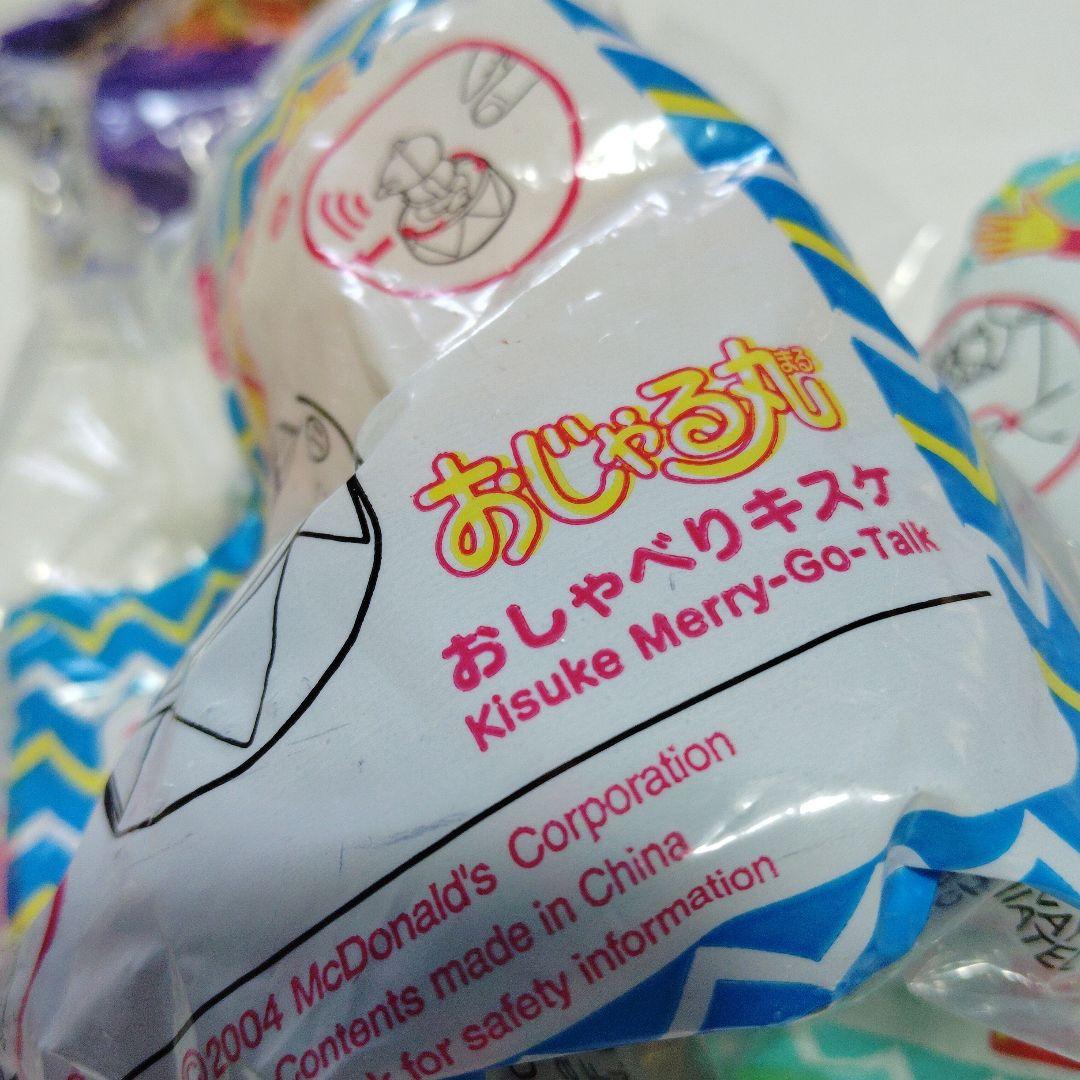 おじゃる丸
まる
おしゃべりキスケ
Kisuke Merry-Go-Talk
©2004 McDonald's Corporation
Contents made in China
for safety information